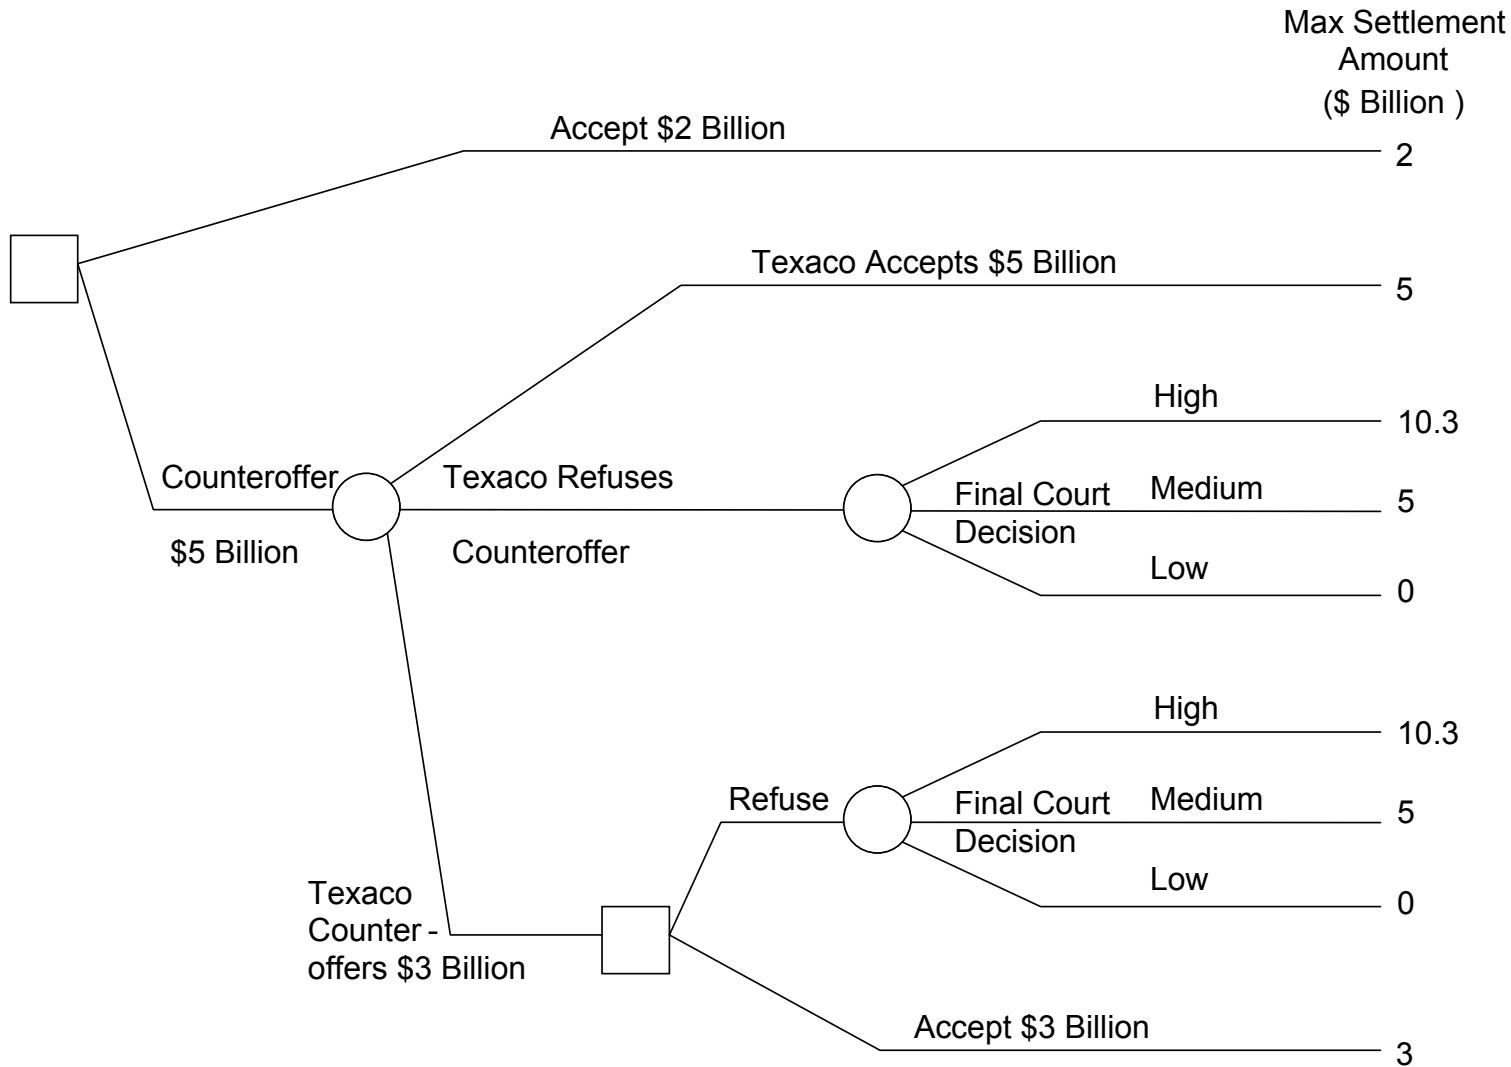 Max Settlement
Amount
($ Billion )
Accept $2 Billion
2
Texaco Accepts $5 Billion
5
High
10.3
Counteroffer
Texaco Refuses
Final Court
Medium
5
Decision
$5 Billion
Counteroffer
Low
0
High
10.3
Refuse
Final Court
Medium
5
Decision
Low
0
Texaco
Counter -
offers $3 Billion
Accept $3 Billion
3